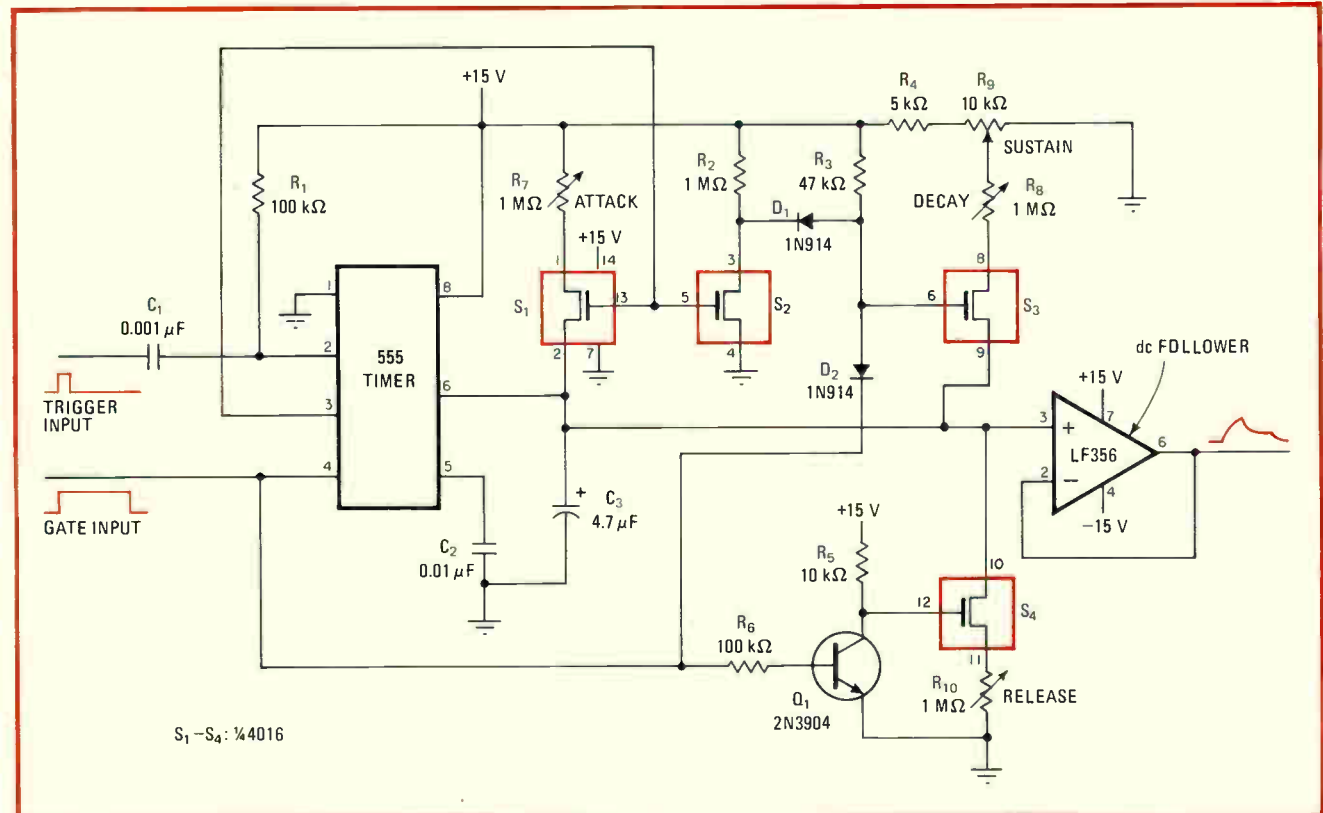 +15 V
R4
5 kΩ
R9
10 kΩ
SUSTAIN
R1
100 kΩ
R7
1 MΩ
ATTACK
R2
1 MΩ
R3
47 kΩ
D1
1N914
DECAY
R8
1 MΩ
+15 V
1
14
13
S1
2
7
3
5
S2
4
8
6
S3
9
C1
0.001 µF
TRIGGER
INPUT
GATE INPUT
1
2
3
4
8
6
5
555
TIMER
D2
1N914
dc FOLLOWER
+15 V
3
+
7
LF356
6
2
−
4
−15 V
C2
0.01 µF
+
C3
4.7 µF
+15 V
R5
10 kΩ
10
12
S4
11
R6
100 kΩ
Q1
2N3904
R10
1 MΩ
RELEASE
S1–S4: ¼ 4016